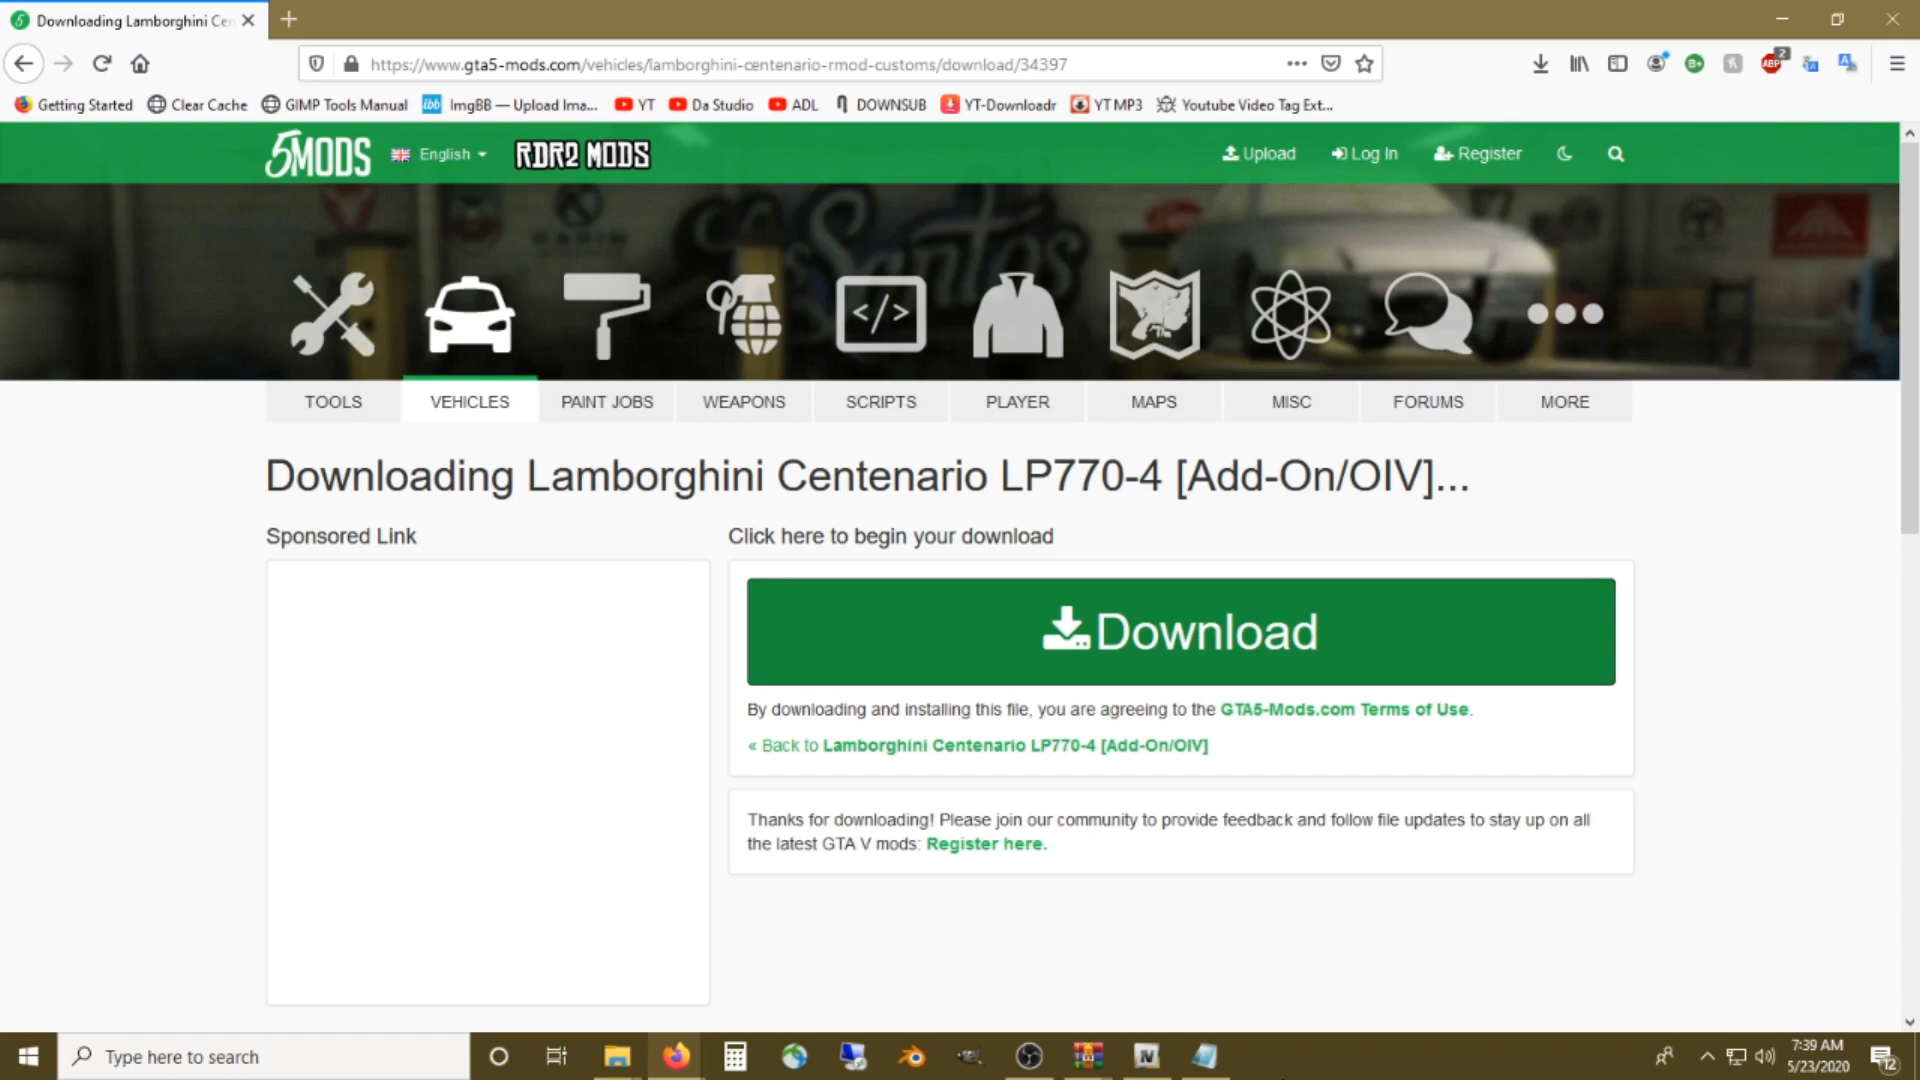 Downloading Lamborghini Cen
https://www.gta5-mods.com/vehicles/lamborghini-centenario-rmod-customs/download/34397
ABP
2
Getting Started
Clear Cache
GIMP Tools Manual
ibb
ImgBB — Upload Ima...
YT
Da Studio
ADL
DOWNSUB
YT-Downloadr
YT MP3
Youtube Video Tag Ext...
5MODS
English
RDR2 MODS
Upload
Log In
Register
Los Santos
</>
TOOLS
VEHICLES
PAINT JOBS
WEAPONS
SCRIPTS
PLAYER
MAPS
MISC
FORUMS
MORE
Downloading Lamborghini Centenario LP770-4 [Add-On/OIV]...
Sponsored Link
Click here to begin your download
Download
By downloading and installing this file, you are agreeing to the GTA5-Mods.com Terms of Use.
« Back to Lamborghini Centenario LP770-4 [Add-On/OIV]
Thanks for downloading! Please join our community to provide feedback and follow file updates to stay up on all
the latest GTA V mods: Register here.
Type here to search
7:39 AM
5/23/2020
12